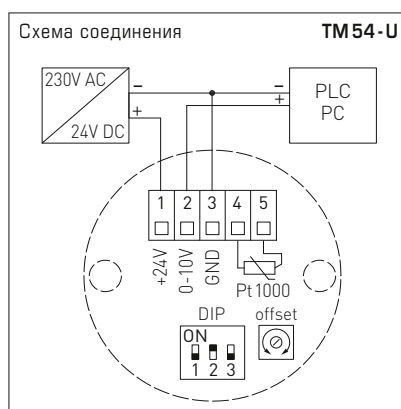 Схема соединения TM54-U
230V AC
24V DC
−
+
−
+
PLC
PC
1 2 3 4 5
+24V
0-10V
GND
Pt1000
DIP
offset
ON
1 2 3